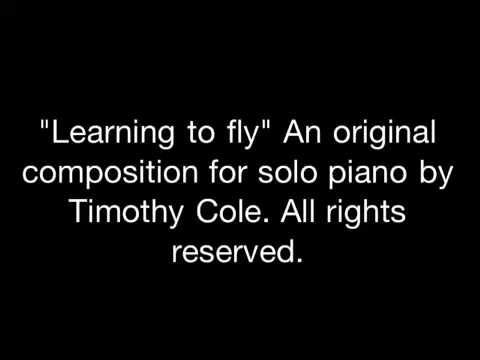 "Learning to fly" An original
composition for solo piano by
Timothy Cole. All rights
reserved.